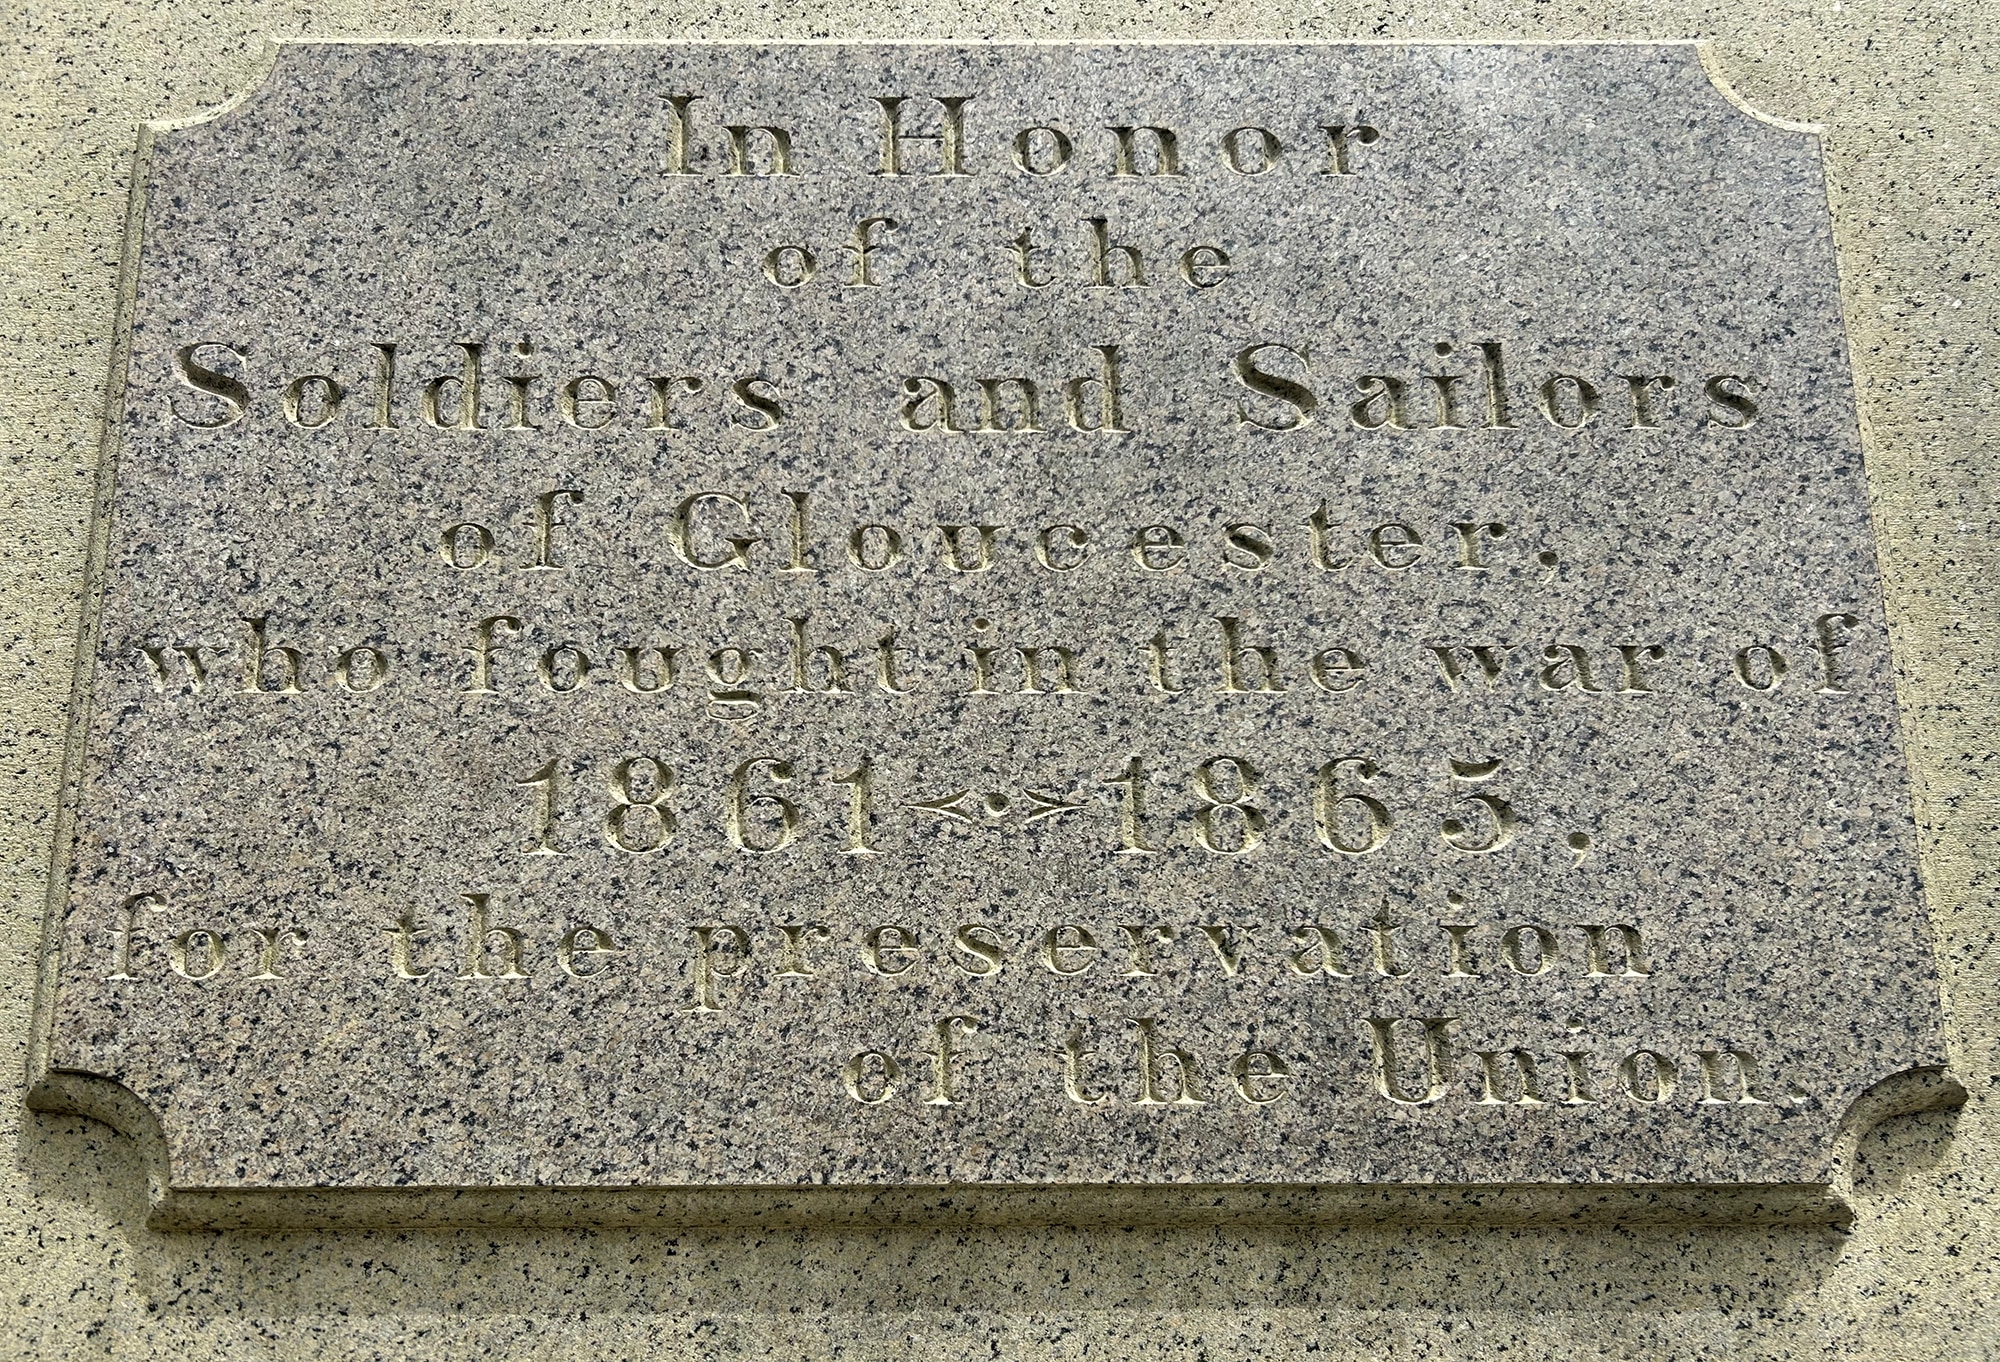 In Honor
of the
Soldiers and Sailors
of Gloucester,
who fought in the war of
1861<·>1865,
for the preservation
of the Union.